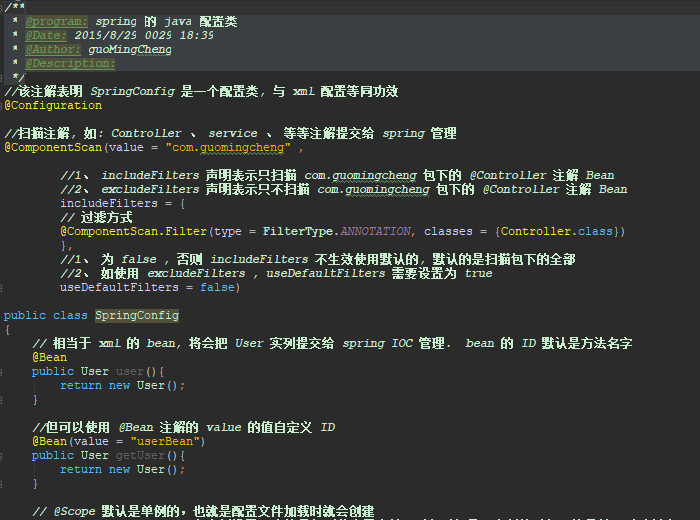 /**
* @program: spring 的 java 配置类
* @Date: 2019/8/29 0029 18:39
* @Author: guoMingCheng
* @Description:
*/
//该注解表明 SpringConfig 是一个配置类, 与 xml 配置等同功效
@Configuration
//扫描注解, 如: Controller 、 service 、 等等注解提交给 spring 管理
@ComponentScan(value = "com.guomingcheng" ,
//1、 includeFilters 声明表示只扫描 com.guomingcheng 包下的 @Controller 注解 Bean
//2、 excludeFilters 声明表示只不扫描 com.guomingcheng 包下的 @Controller 注解 Bean
includeFilters = {
// 过滤方式
@ComponentScan.Filter(type = FilterType.ANNOTATION, classes = {Controller.class})
},
//1、 为 false , 否则 includeFilters 不生效使用默认的, 默认的是扫描包下的全部
//2、 如使用 excludeFilters , useDefaultFilters 需要设置为 true
useDefaultFilters = false)
public class SpringConfig
{
// 相当于 xml 的 bean, 将会把 User 实列提交给 spring IOC 管理. bean 的 ID 默认是方法名字
@Bean
public User user(){
return new User();
}
//但可以使用 @Bean 注解的 value 的值自定义 ID
@Bean(value = "userBean")
public User getUser(){
return new User();
}
// @Scope 默认是单例的, 也就是配置文件加载时就会创建